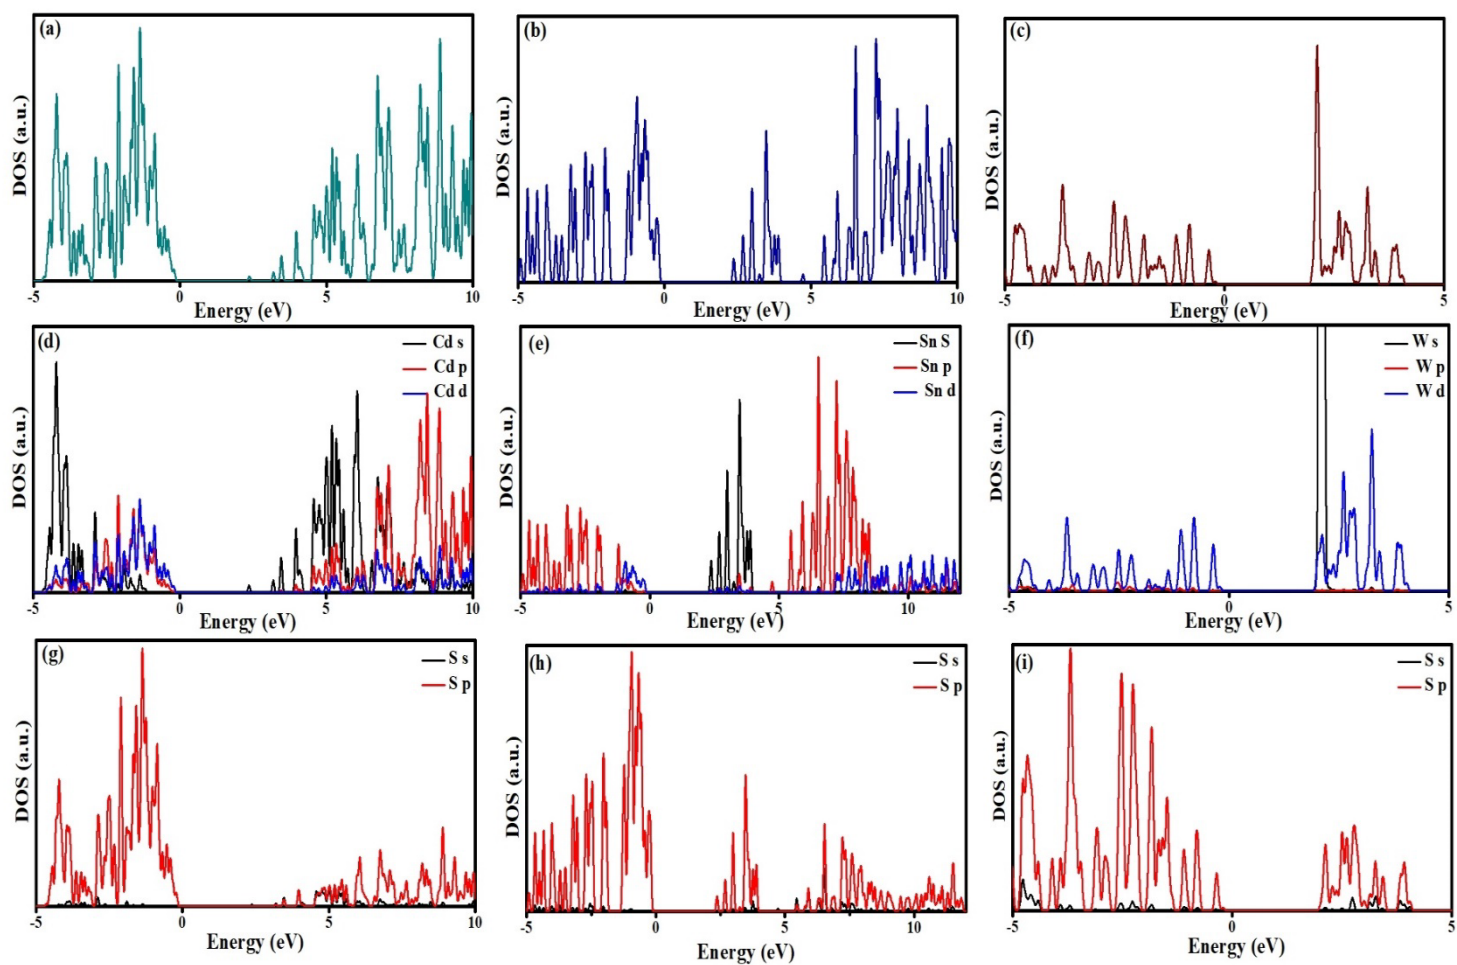 (a)
DOS (a.u.)
-5 0 5 10
Energy (eV)
(b)
DOS (a.u.)
-5 0 5 10
Energy (eV)
(c)
DOS (a.u.)
-5 0 5
Energy (eV)
(d)
Cd s
Cd p
Cd d
DOS (a.u.)
-5 0 5 10
Energy (eV)
(e)
Sn S
Sn p
Sn d
DOS (a.u.)
-5 0 5 10
Energy (eV)
(f)
W s
W p
W d
DOS (a.u.)
-5 0 5
Energy (eV)
(g)
S s
S p
DOS (a.u.)
-5 0 5 10
Energy (eV)
(h)
S s
S p
DOS (a.u.)
-5 0 5 10
Energy (eV)
(i)
S s
S p
DOS (a.u.)
-5 0 5
Energy (eV)